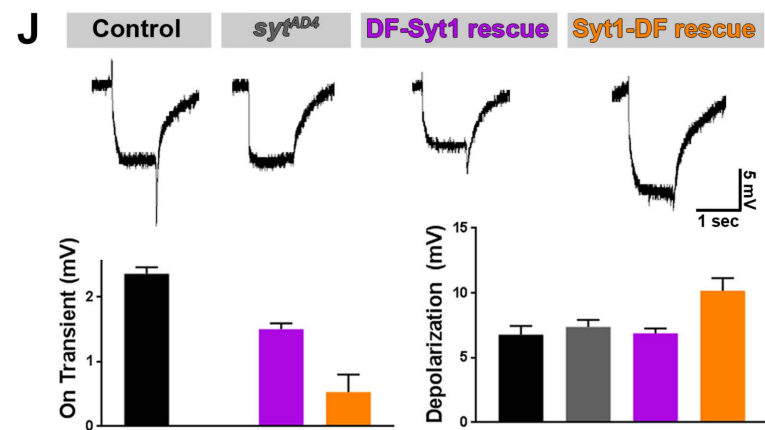 J
Control
sytᴬᴰ⁴
DF-Syt1 rescue
Syt1-DF rescue
5 mV
1 sec
On Transient (mV)
2
1
0
Depolarization (mV)
15
10
5
0